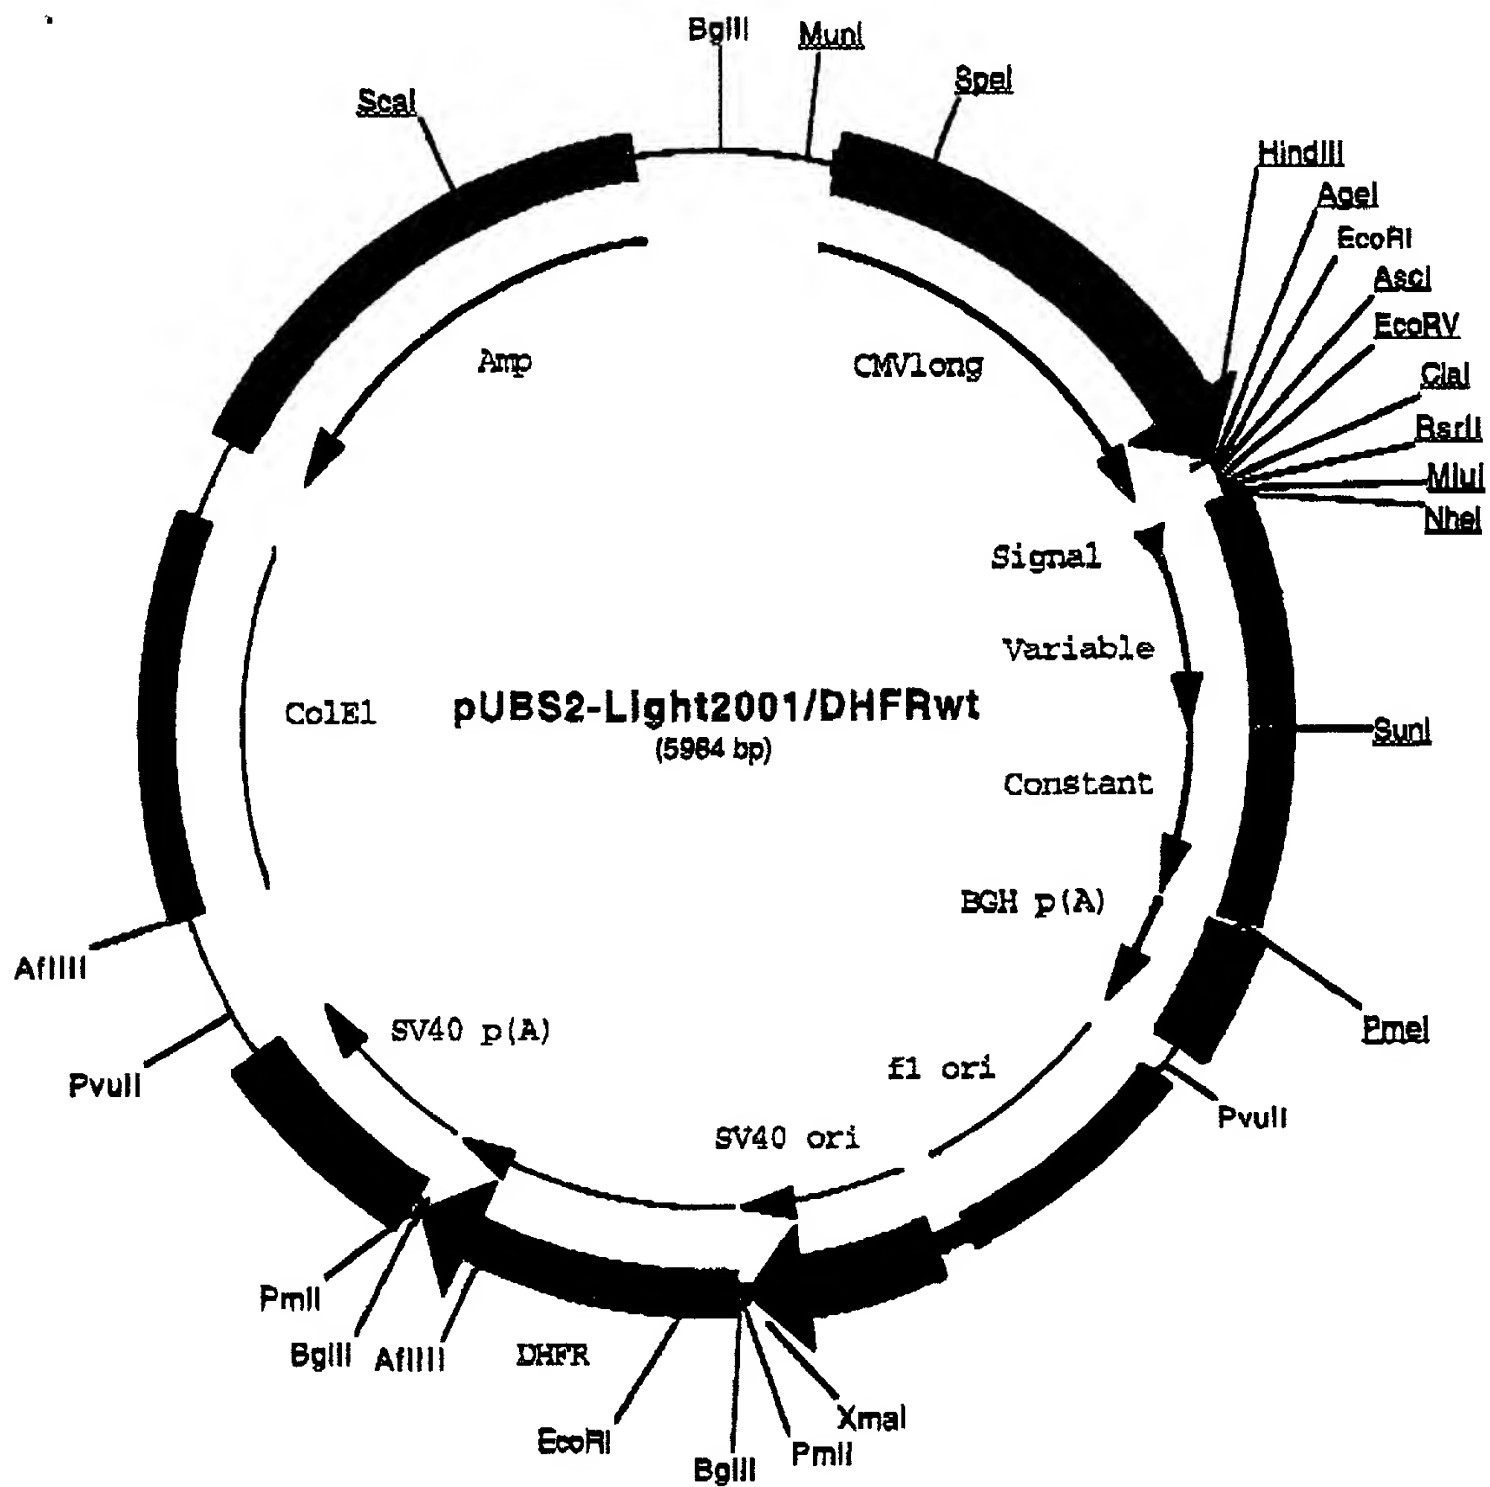 BglII
MunI
ScaI
SpeI
HindIII
AgeI
EcoRI
AscI
EcoRV
ClaI
RsrII
MluI
NheI
Amp
CMVlong
Signal
Variable
ColE1
pUBS2-Light2001/DHFRwt
(5984 bp)
SunI
Constant
BGH p(A)
AflIII
SV40 p(A)
PmeI
f1 ori
PvuII
PvuII
SV40 ori
PmlI
BglII
AflIII
DHFR
XmaI
EcoRI
PmlI
BglII